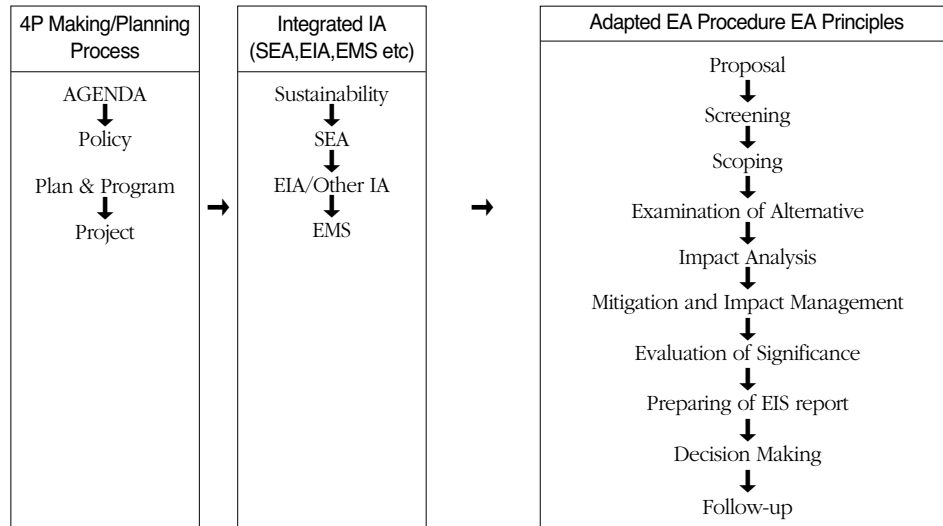 4P Making/Planning
Process
AGENDA
Policy
Plan & Program
Project
Integrated IA
(SEA,EIA,EMS etc)
Sustainability
SEA
EIA/Other IA
EMS
Adapted EA Procedure EA Principles
Proposal
Screening
Scoping
Examination of Alternative
Impact Analysis
Mitigation and Impact Management
Evaluation of Significance
Preparing of EIS report
Decision Making
Follow-up